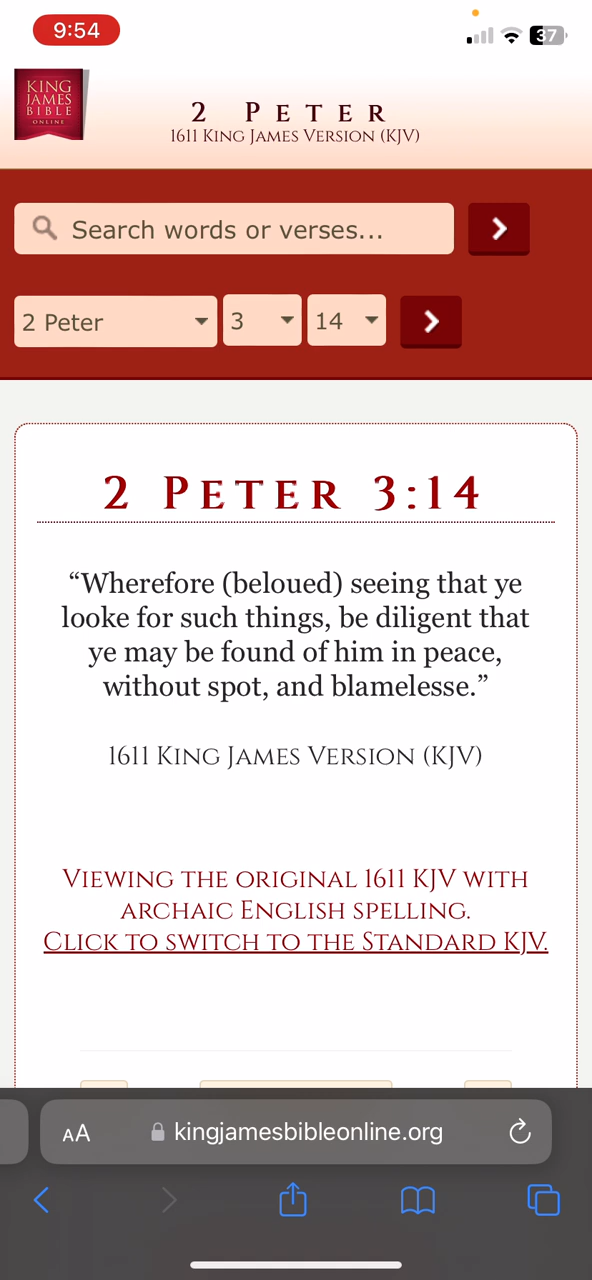 9:54
37
KING
JAMES
BIBLE
ONLINE
2 PETER
1611 KING JAMES VERSION (KJV)
Search words or verses...
2 Peter 3 14
2 PETER 3:14
“Wherefore (beloued) seeing that ye
looke for such things, be diligent that
ye may be found of him in peace,
without spot, and blamelesse.”
1611 KING JAMES VERSION (KJV)
VIEWING THE ORIGINAL 1611 KJV WITH
ARCHAIC ENGLISH SPELLING.
CLICK TO SWITCH TO THE STANDARD KJV.
AA kingjamesbibleonline.org